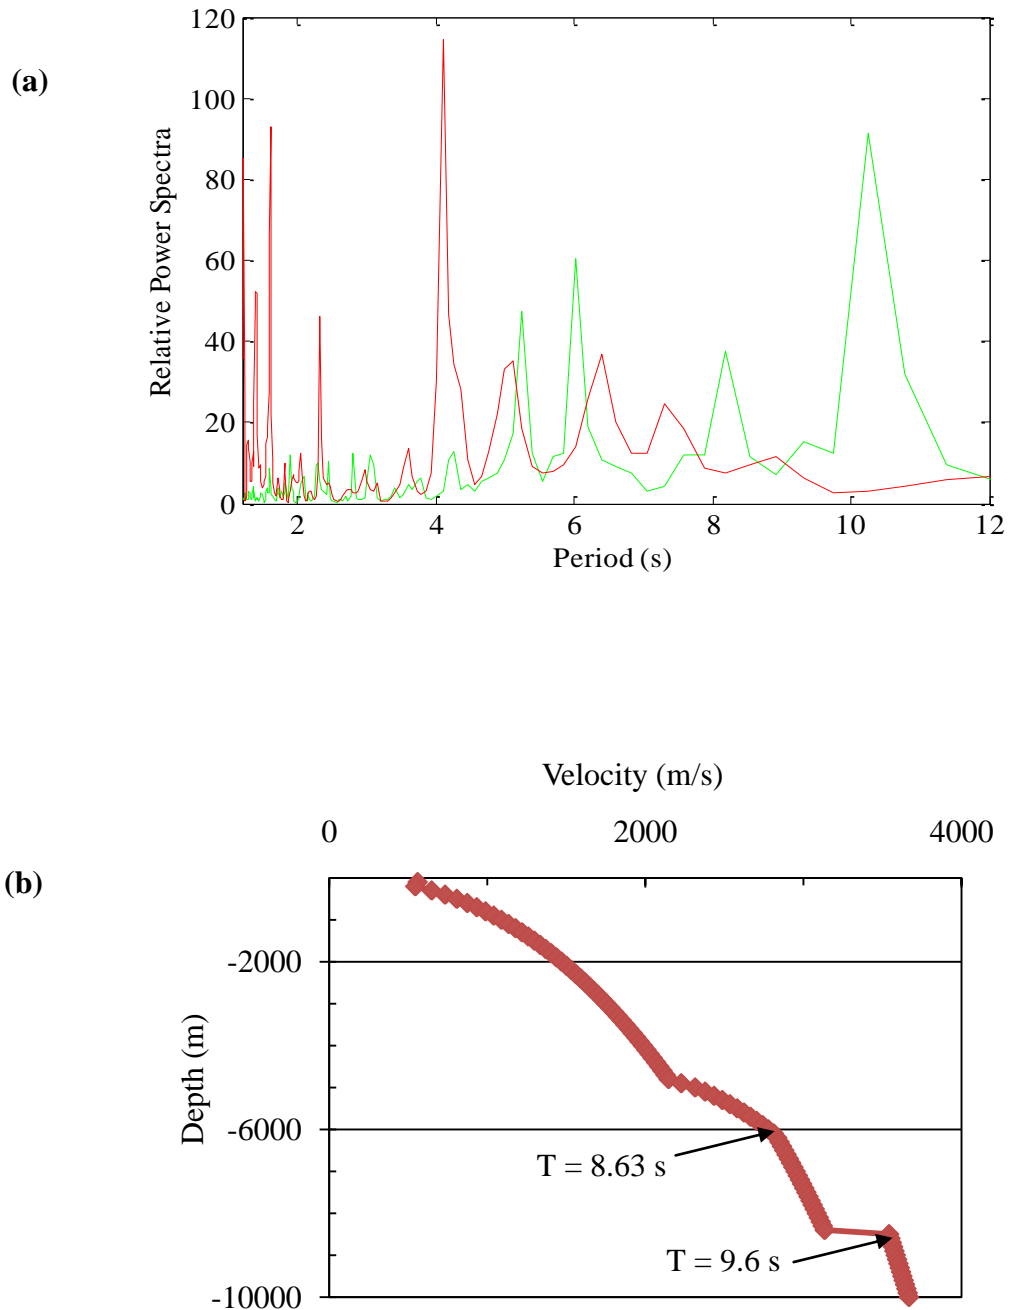 (a)
120
100
80
60
40
20
0
Relative Power Spectra
2 4 6 8 10 12
Period (s)
Velocity (m/s)
0 2000 4000
(b)
-2000
-6000
-10000
Depth (m)
T = 8.63 s
T = 9.6 s